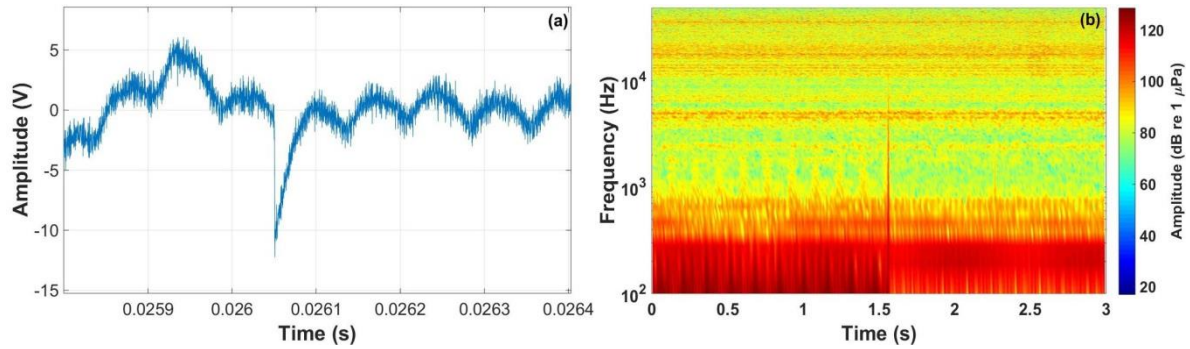 (a)
Amplitude (V)
5
0
-5
-10
-15
0.0259 0.026 0.0261 0.0262 0.0263 0.0264
Time (s)
(b)
Frequency (Hz)
10^4
10^3
10^2
0 0.5 1 1.5 2 2.5 3
Time (s)
120
100
80
60
40
20
Amplitude (dB re 1 μPa)